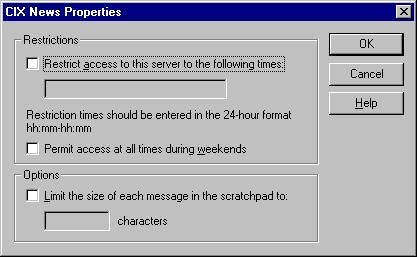 CIX News Properties
Restrictions
Restrict access to this server to the following times:
Restriction times should be entered in the 24-hour format
hh:mm-hh:mm
Permit access at all times during weekends
Options
Limit the size of each message in the scratchpad to:
characters
OK
Cancel
Help